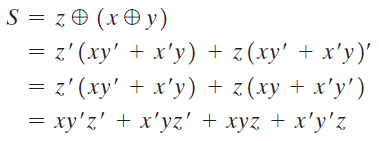 S = z ⊕ (x ⊕ y)
= z'(xy' + x'y) + z(xy' + x'y)'
= z'(xy' + x'y) + z(xy + x'y')
= xy'z' + x'yz' + xyz + x'y'z